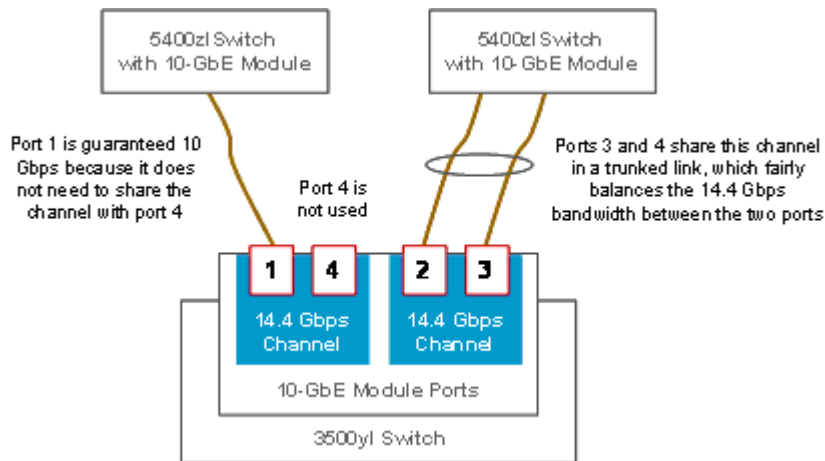 5400zl Switch
with 10-GbE Module
5400zl Switch
with 10-GbE Module
Port 1 is guaranteed 10
Gbps because it does
not need to share the
channel with port 4
Port 4 is
not used
Ports 3 and 4 share this channel
in a trunked link, which fairly
balances the 14.4 Gbps
bandwidth between the two ports
1
4
2
3
14.4 Gbps
Channel
14.4 Gbps
Channel
10-GbE Module Ports
3500yl Switch